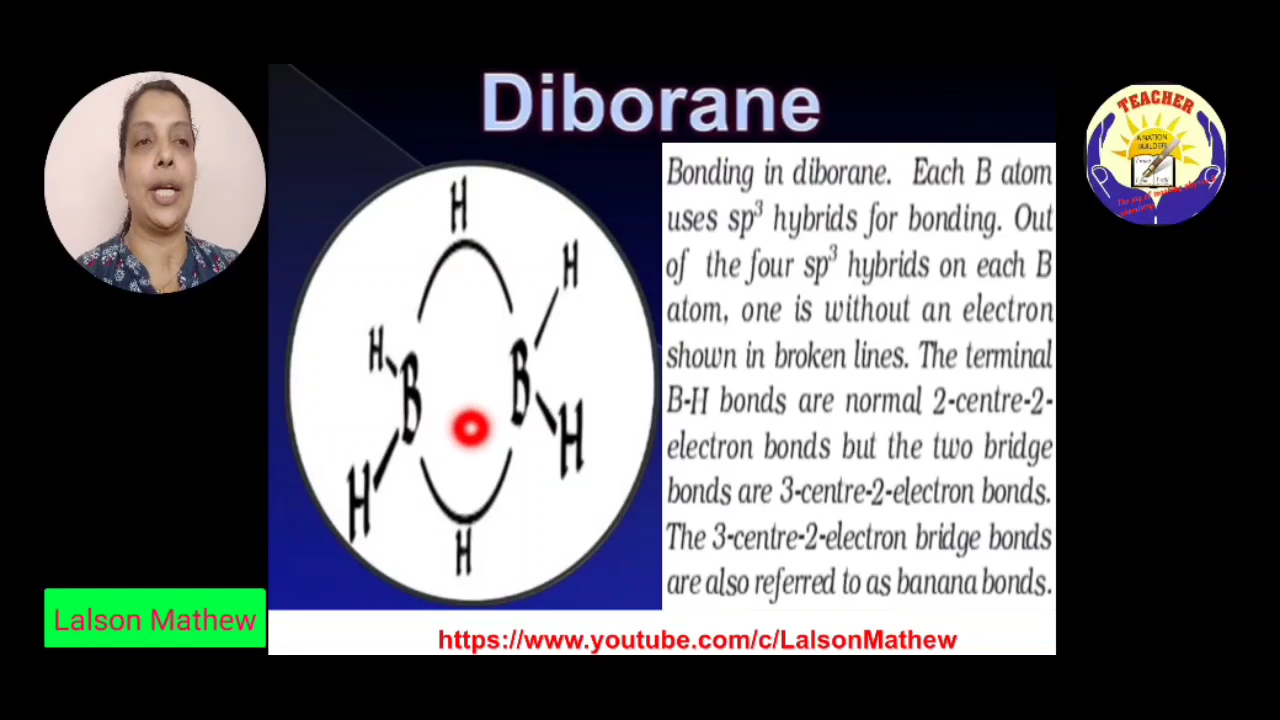 Diborane
TEACHER
A NATION
BUILDER
H
H
H
B
B
H
H
H
Bonding in diborane. Each B atom
uses sp³ hybrids for bonding. Out
of the four sp³ hybrids on each B
atom, one is without an electron
shown in broken lines. The terminal
B-H bonds are normal 2-centre-2-
electron bonds but the two bridge
bonds are 3-centre-2-electron bonds.
The 3-centre-2-electron bridge bonds
are also referred to as banana bonds.
Lalson Mathew
https://www.youtube.com/c/LalsonMathew